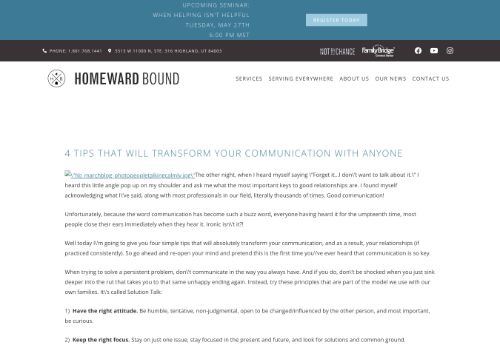 UPCOMING SEMINAR:
WHEN HELPING ISN'T HELPFUL
TUESDAY, MAY 27TH
6:00 PM MST
REGISTER TODAY
PHONE: 1.881.788.1441
5513 W 11000 N, STE. 316 HIGHLAND, UT 84003
NOT BY CHANCE
FamilyBridge
HOMEWARD BOUND
SERVICES
SERVING EVERYWHERE
ABOUT US
OUR NEWS
CONTACT US
4 TIPS THAT WILL TRANSFORM YOUR COMMUNICATION WITH ANYONE
The other night, when I heard myself saying \"Forget it…I don\'t want to talk about it.\" I
heard this little angle pop up on my shoulder and ask me what the most important keys to good relationships are. I found myself
acknowledging what I\'ve said, along with most professionals in our field, literally thousands of times. Good communication!
Unfortunately, because the word communication has become such a buzz word, everyone having heard it for the umpteenth time, most
people close their ears immediately when they hear it. Ironic isn\'t it?!
Well today I\'m going to give you four simple tips that will absolutely transform your communication, and as a result, your relationships (if
practiced consistently). So go ahead and re-open your mind and pretend this is the first time you\'ve ever heard that communication is so key.
When trying to solve a persistent problem, don\'t communicate in the way you always have. And if you do, don\'t be shocked when you just sink
deeper into the rut that takes you to that same unhappy ending again. Instead, try these principles that are part of the model we use with our
own families. It\'s called Solution Talk:
1) Have the right attitude. Be humble, tentative, non-judgmental, open to be changed/influenced by the other person, and most important,
be curious.
2) Keep the right focus. Stay on just one issue, stay focused in the present and future, and look for solutions and common ground.